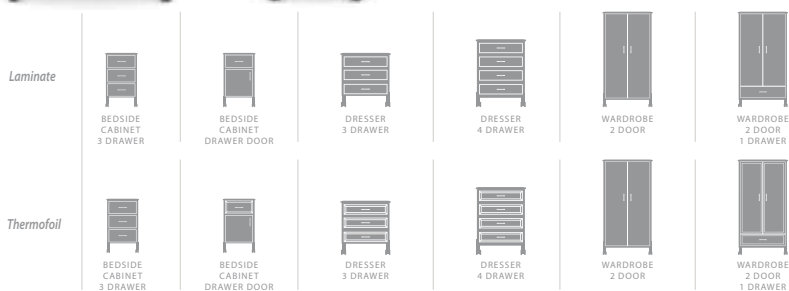 Laminate
BEDSIDE
CABINET
3 DRAWER
BEDSIDE
CABINET
DRAWER DOOR
DRESSER
3 DRAWER
DRESSER
4 DRAWER
WARDROBE
2 DOOR
WARDROBE
2 DOOR
1 DRAWER
Thermofoil
BEDSIDE
CABINET
3 DRAWER
BEDSIDE
CABINET
DRAWER DOOR
DRESSER
3 DRAWER
DRESSER
4 DRAWER
WARDROBE
2 DOOR
WARDROBE
2 DOOR
1 DRAWER